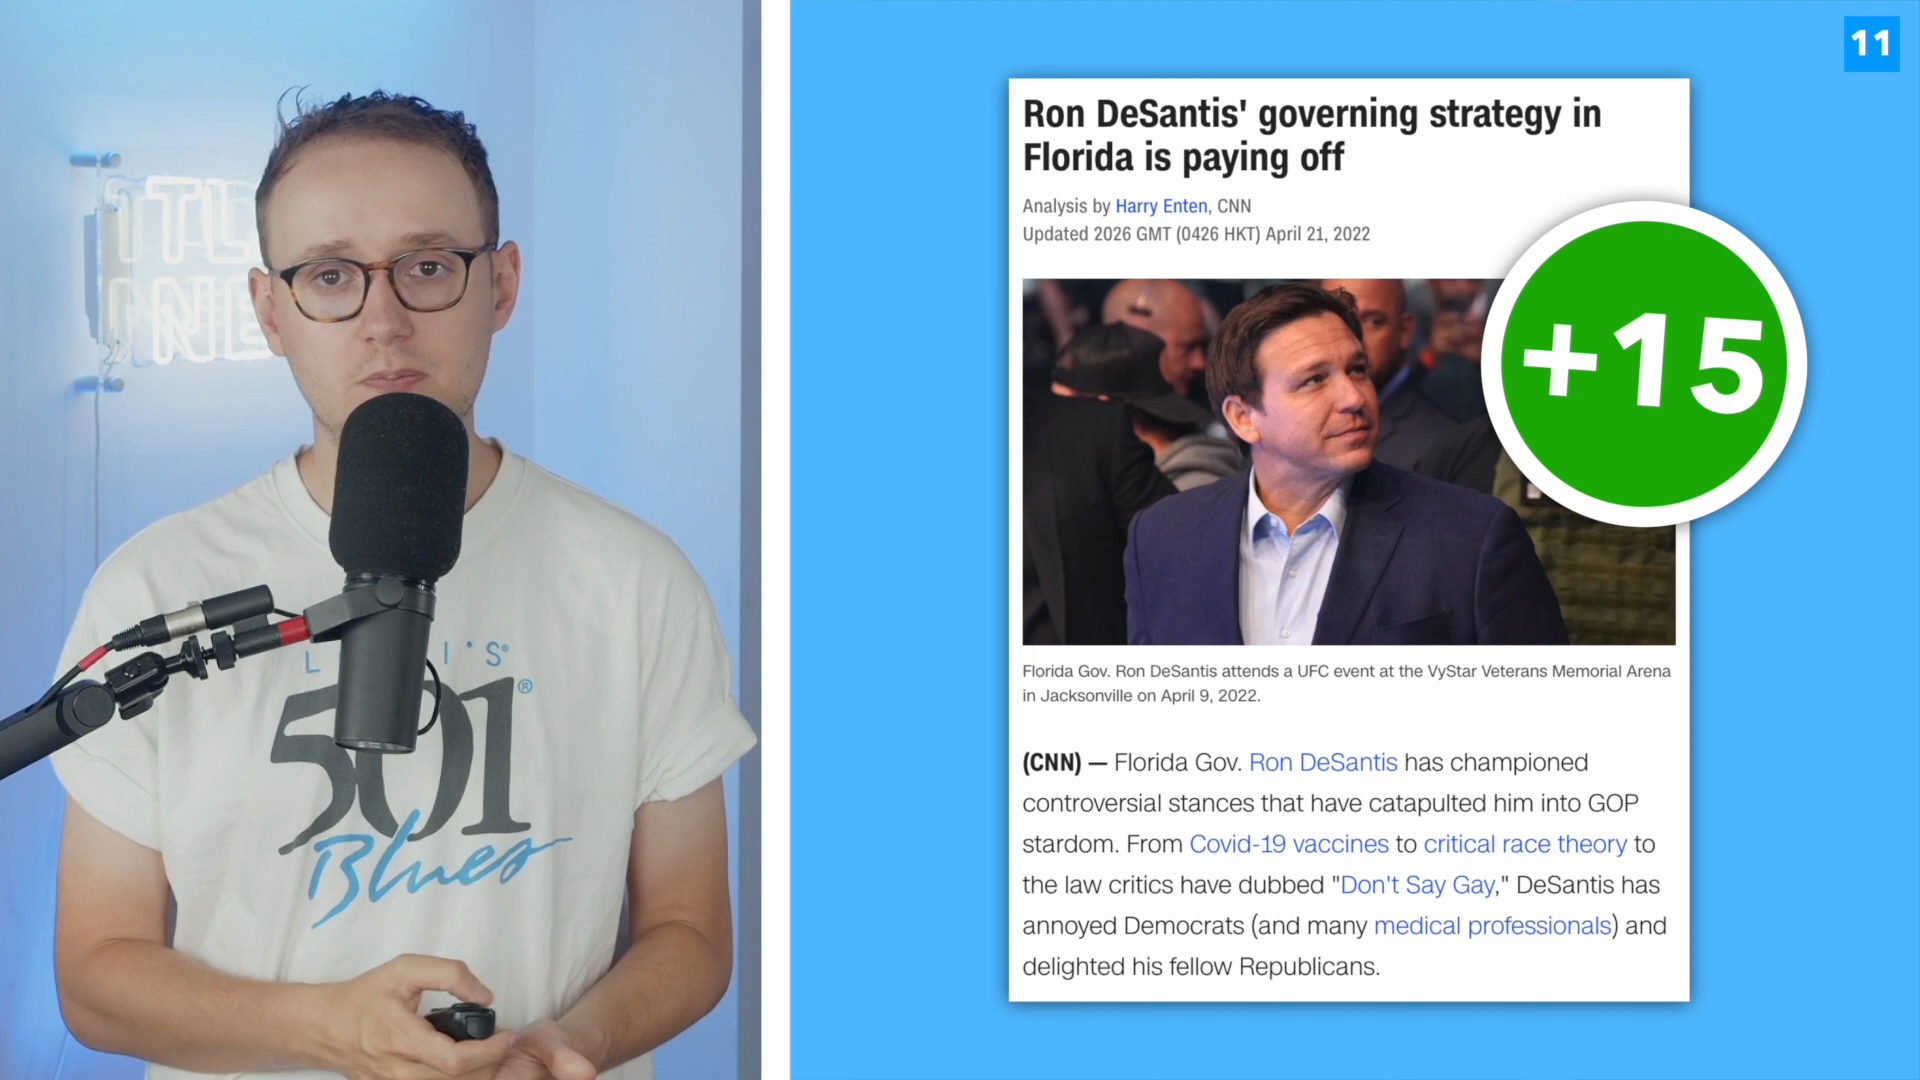 11
Ron DeSantis' governing strategy in
Florida is paying off
Analysis by Harry Enten, CNN
Updated 2026 GMT (0426 HKT) April 21, 2022
+15
Florida Gov. Ron DeSantis attends a UFC event at the VyStar Veterans Memorial Arena
in Jacksonville on April 9, 2022.
(CNN) — Florida Gov. Ron DeSantis has championed
controversial stances that have catapulted him into GOP
stardom. From Covid-19 vaccines to critical race theory to
the law critics have dubbed "Don't Say Gay," DeSantis has
annoyed Democrats (and many medical professionals) and
delighted his fellow Republicans.
TL
NE
501®
Blues